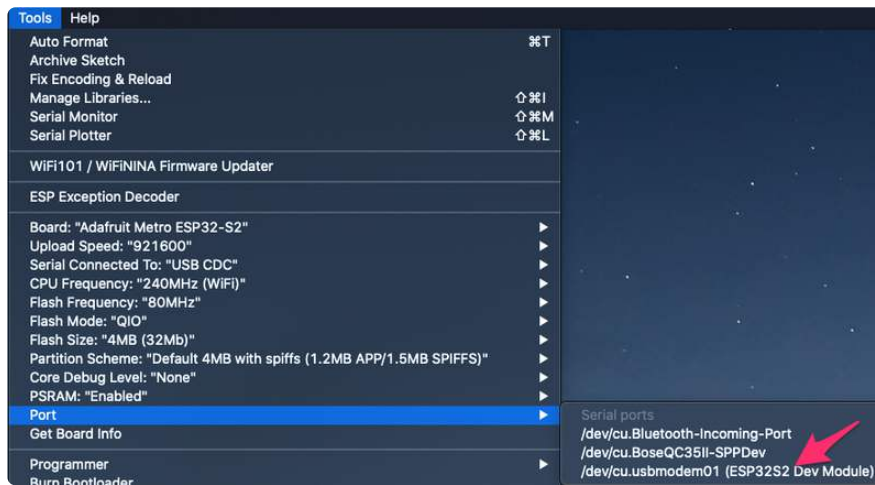 Tools Help
Auto Format ⌘T
Archive Sketch
Fix Encoding & Reload
Manage Libraries... ⇧⌘I
Serial Monitor ⇧⌘M
Serial Plotter ⇧⌘L
WiFi101 / WiFiNINA Firmware Updater
ESP Exception Decoder
Board: "Adafruit Metro ESP32-S2"
Upload Speed: "921600"
Serial Connected To: "USB CDC"
CPU Frequency: "240MHz (WiFi)"
Flash Frequency: "80MHz"
Flash Mode: "QIO"
Flash Size: "4MB (32Mb)"
Partition Scheme: "Default 4MB with spiffs (1.2MB APP/1.5MB SPIFFS)"
Core Debug Level: "None"
PSRAM: "Enabled"
Port
Get Board Info
Programmer
Burn Bootloader
Serial ports
/dev/cu.Bluetooth-Incoming-Port
/dev/cu.BoseQC35II-SPPDev
/dev/cu.usbmodem01 (ESP32S2 Dev Module)